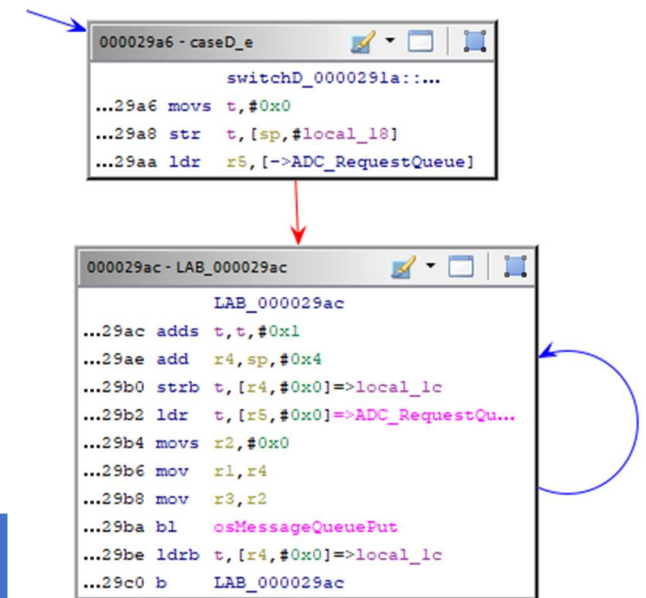 000029a6 - caseD_e
switchD_0000291a::...
...29a6 movs t,#0x0
...29a8 str t,[sp,#local_18]
...29aa ldr r5,[->ADC_RequestQueue]
000029ac - LAB_000029ac
LAB_000029ac
...29ac adds t,t,#0x1
...29ae add r4,sp,#0x4
...29b0 strb t,[r4,#0x0]=>local_1c
...29b2 ldr t,[r5,#0x0]=>ADC_RequestQu...
...29b4 movs r2,#0x0
...29b6 mov r1,r4
...29b8 mov r3,r2
...29ba bl osMessageQueuePut
...29be ldrb t,[r4,#0x0]=>local_1c
...29c0 b LAB_000029ac